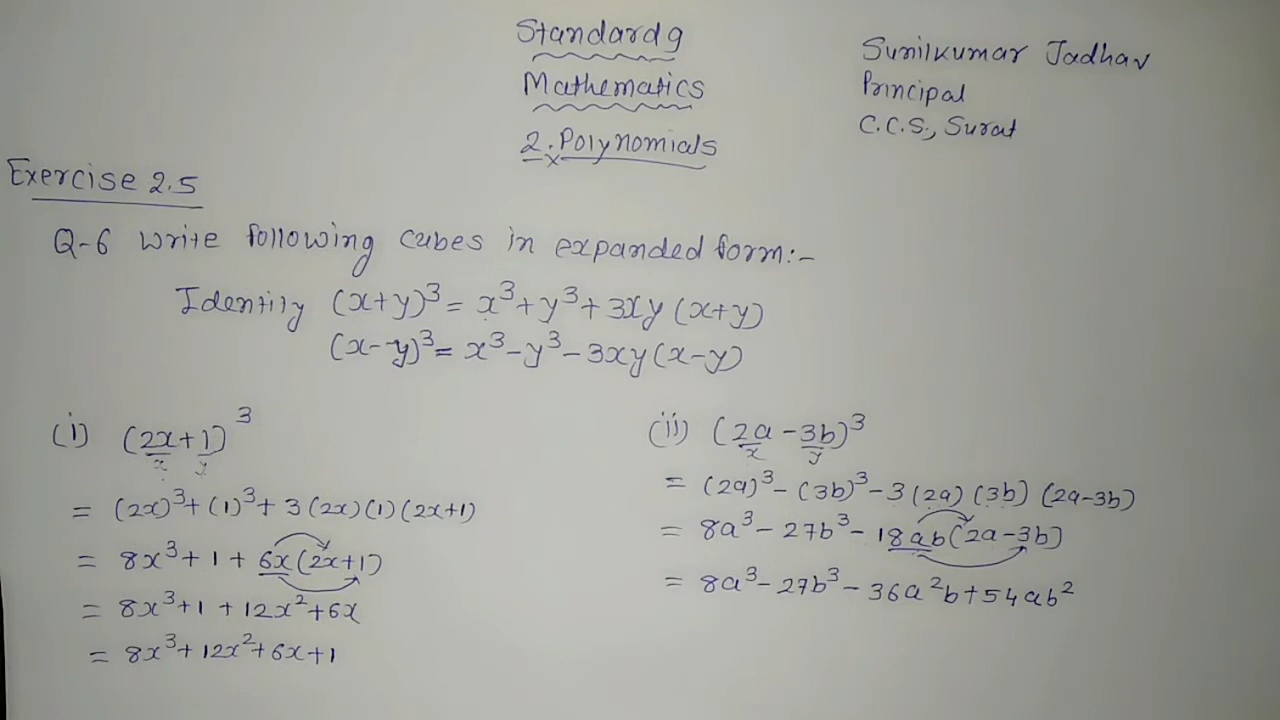 Standard 9
Mathematics
2. Polynomials
Sunilkumar Jadhav
Principal
C.C.S., Surat
Exercise 2.5
Q-6 Write following cubes in expanded form:-
Identity (x+y)³ = x³+y³+3xy(x+y)
(x-y)³ = x³-y³-3xy(x-y)
(i) (2x+1)³
x y
= (2x)³+(1)³+3(2x)(1)(2x+1)
= 8x³+1+6x(2x+1)
= 8x³+1+12x²+6x
= 8x³+12x²+6x+1
(ii) (2a-3b)³
x y
= (2a)³-(3b)³-3(2a)(3b)(2a-3b)
= 8a³-27b³-18ab(2a-3b)
= 8a³-27b³-36a²b+54ab²